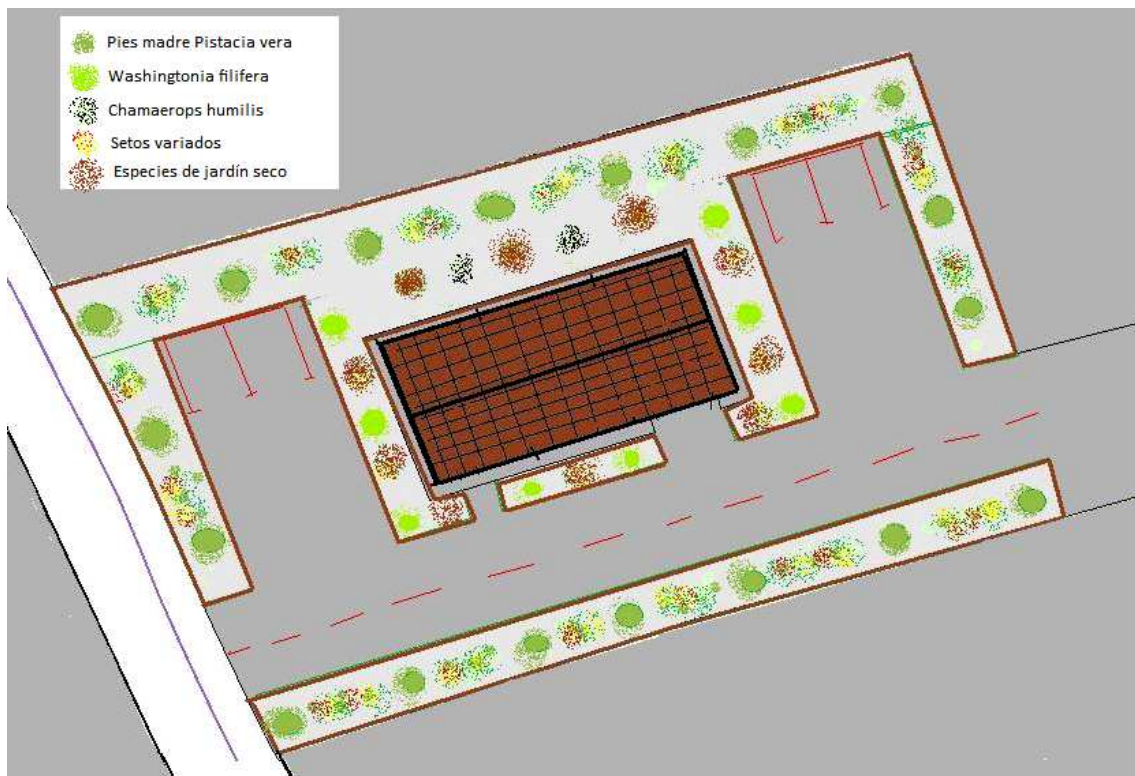 Pies madre Pistacia vera
Washingtonia filifera
Chamaerops humilis
Setos variados
Especies de jardín seco